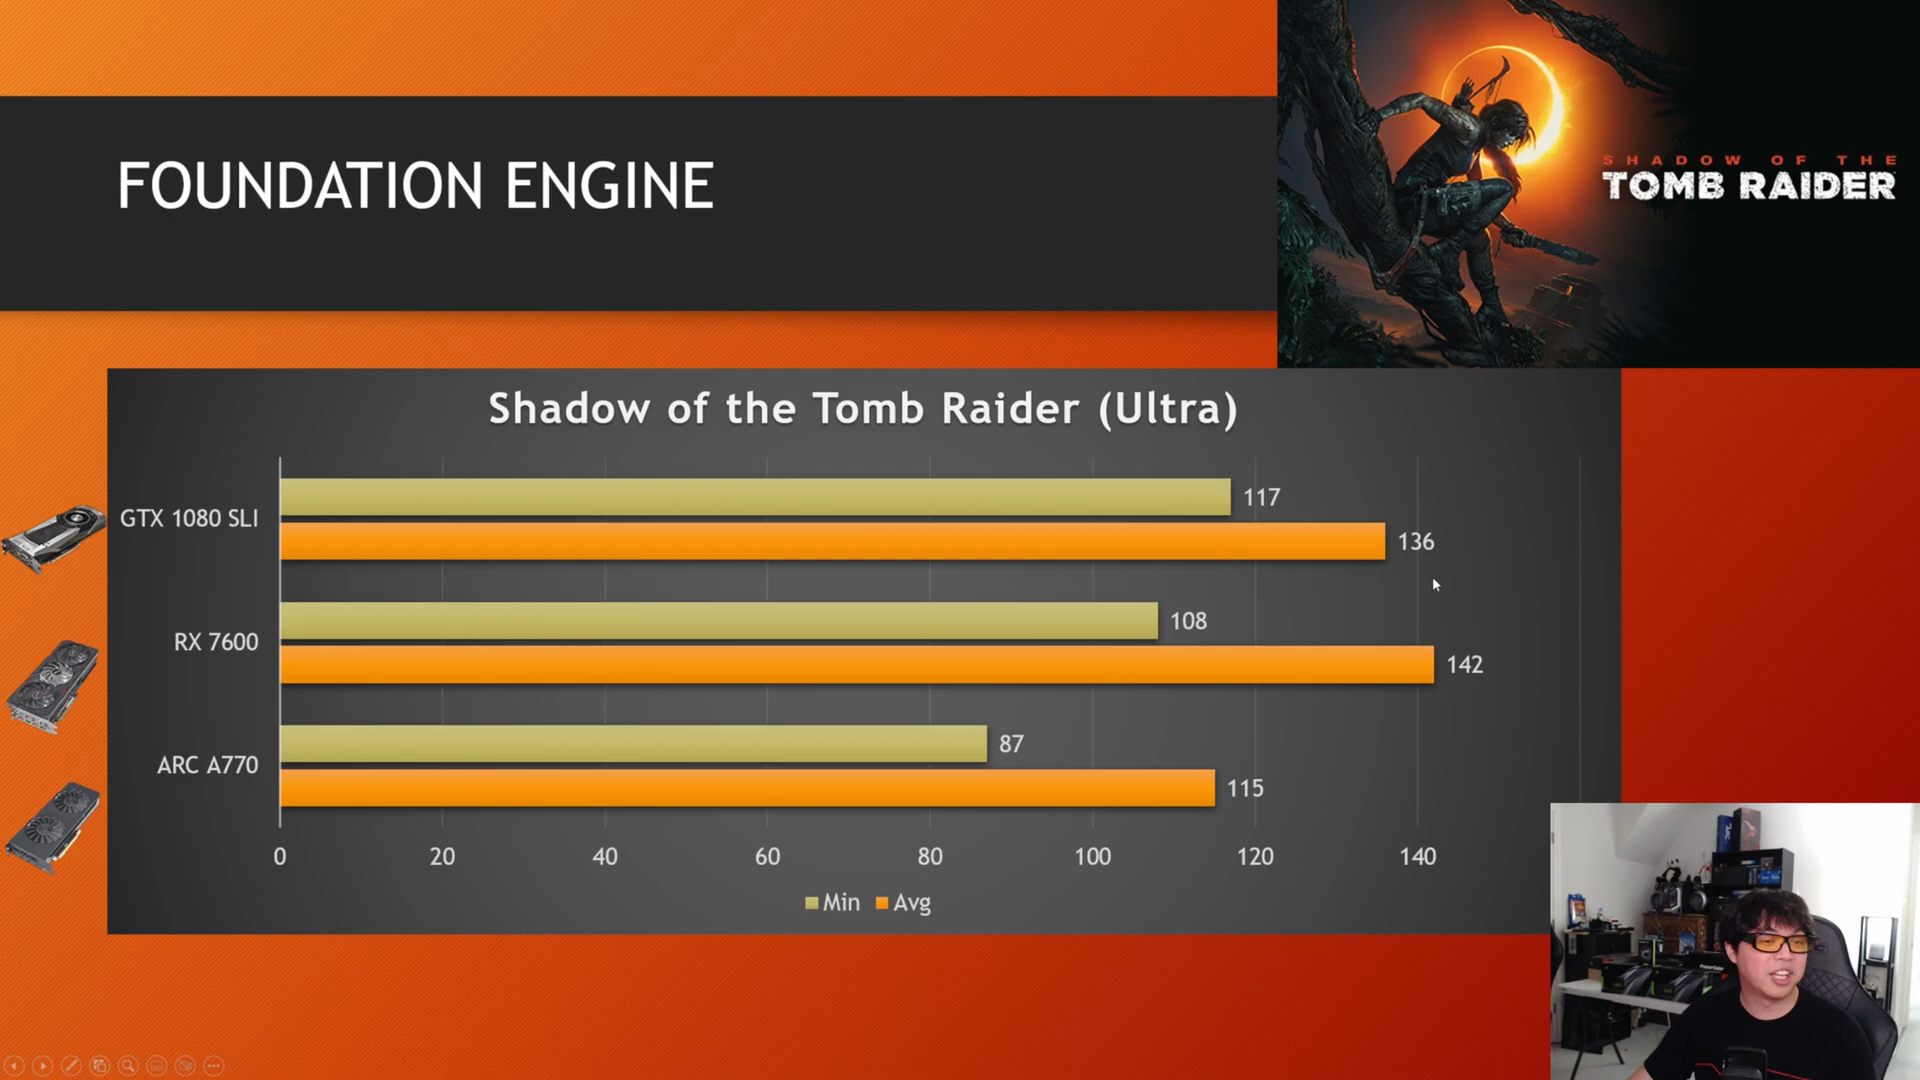 FOUNDATION ENGINE
SHADOW OF THE
TOMB RAIDER
Shadow of the Tomb Raider (Ultra)
GTX 1080 SLI
117
136
RX 7600
108
142
ARC A770
87
115
0 20 40 60 80 100 120 140
Min Avg